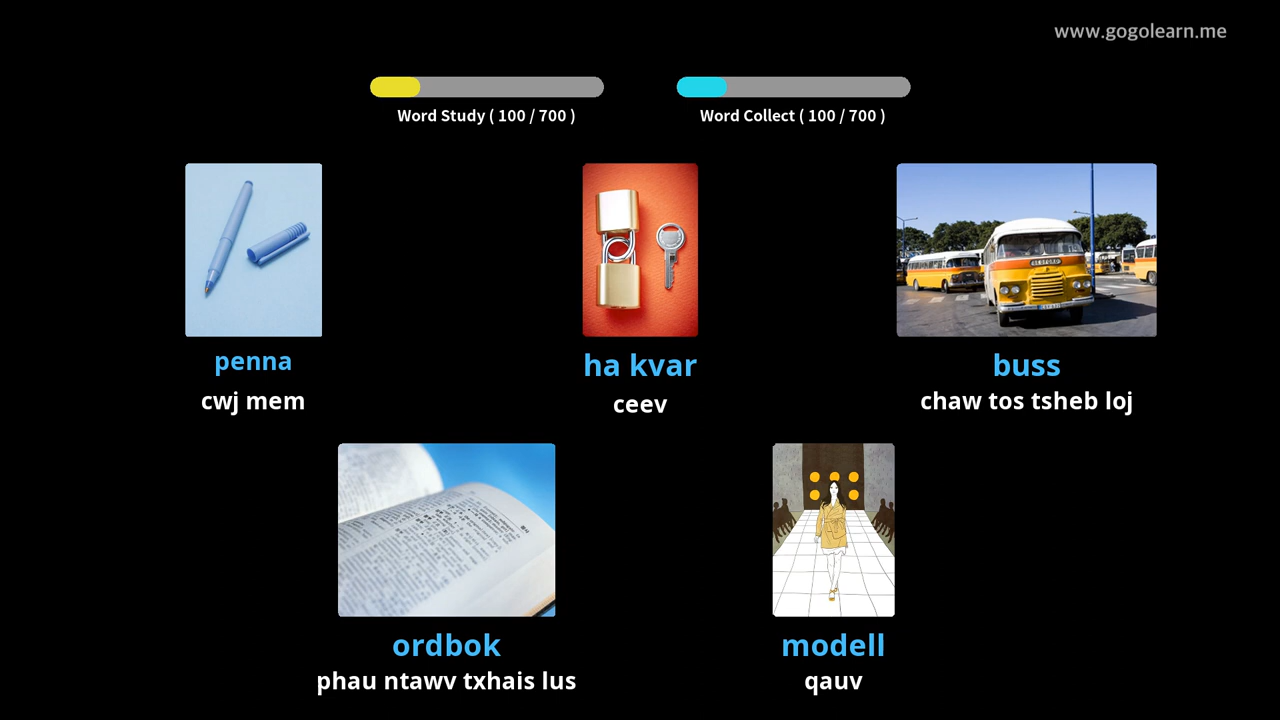 www.gogolearn.me
Word Study ( 100 / 700 )
Word Collect ( 100 / 700 )
penna
cwj mem
ha kvar
ceev
BEDFORD
buss
chaw tos tsheb loj
ordbok
phau ntawv txhais lus
modell
qauv